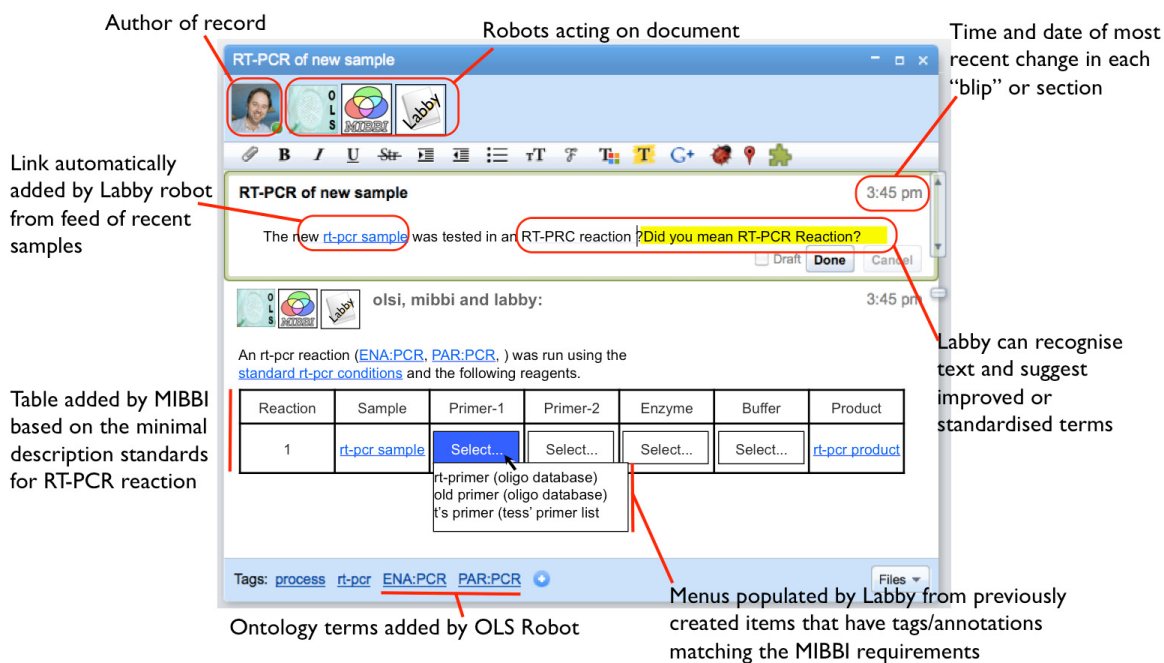 Author of record
Robots acting on document
Time and date of most
recent change in each
“blip” or section
RT-PCR of new sample
O
L
S
MIBBI
Labby
Link automatically
added by Labby robot
from feed of recent
samples
B I U Str TT F T T G+
RT-PCR of new sample
3:45 pm
The new rt-pcr sample was tested in an RT-PRC reaction ?Did you mean RT-PCR Reaction?
Draft Done Cancel
O
L
S
MIBBI
Labby
olsi, mibbi and labby:
3:45 pm
An rt-pcr reaction (ENA:PCR, PAR:PCR, ) was run using the
standard rt-pcr conditions and the following reagents.
Labby can recognise
text and suggest
improved or
standardised terms
Table added by MIBBI
based on the minimal
description standards
for RT-PCR reaction
Reaction Sample Primer-1 Primer-2 Enzyme Buffer Product
1 rt-pcr sample Select... Select... Select... Select... rt-pcr product
rt-primer (oligo database)
old primer (oligo database)
t's primer (tess' primer list
Tags: process rt-pcr ENA:PCR PAR:PCR
Files
Ontology terms added by OLS Robot
Menus populated by Labby from previously
created items that have tags/annotations
matching the MIBBI requirements